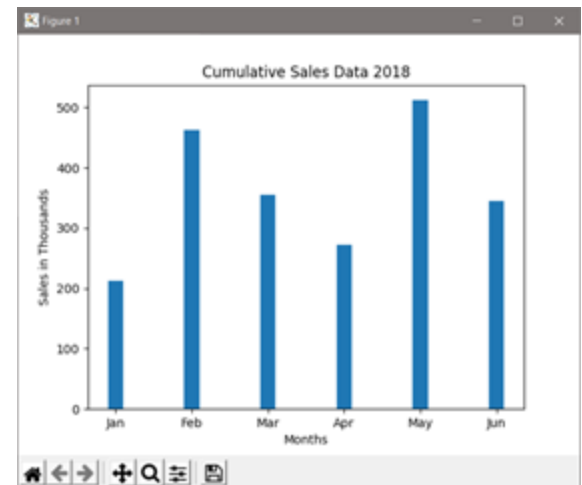 Figure 1
Cumulative Sales Data 2018
Sales in Thousands
500
400
300
200
100
0
Jan Feb Mar Apr May Jun
Months